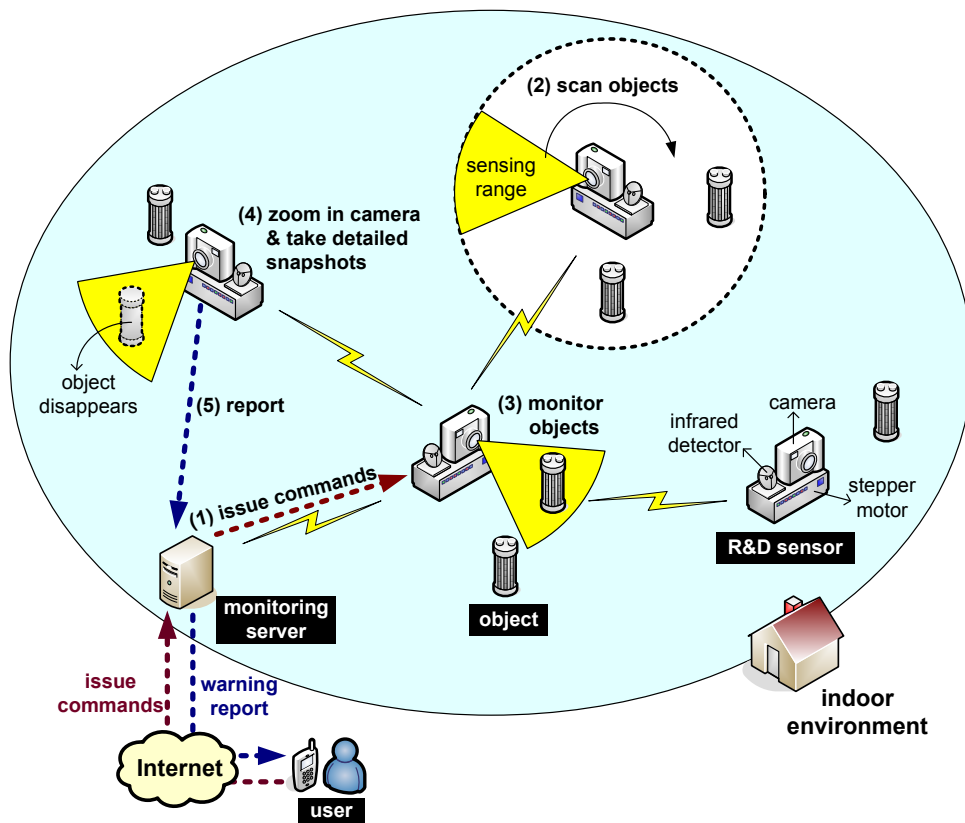 (2) scan objects
sensing
range
(4) zoom in camera
& take detailed
snapshots
object
disappears
(5) report
(3) monitor
objects
camera
infrared
detector
stepper
motor
R&D sensor
(1) issue commands
monitoring
server
object
issue
commands
warning
report
indoor
environment
Internet
user